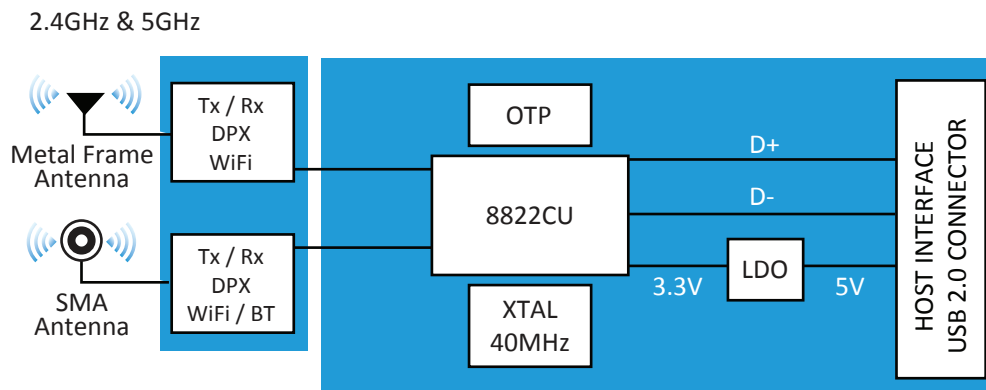 2.4GHz & 5GHz
Metal Frame
Antenna
Tx / Rx
DPX
WiFi
SMA
Antenna
Tx / Rx
DPX
WiFi / BT
OTP
8822CU
XTAL
40MHz
D+
D-
3.3V
LDO
5V
HOST INTERFACE
USB 2.0 CONNECTOR